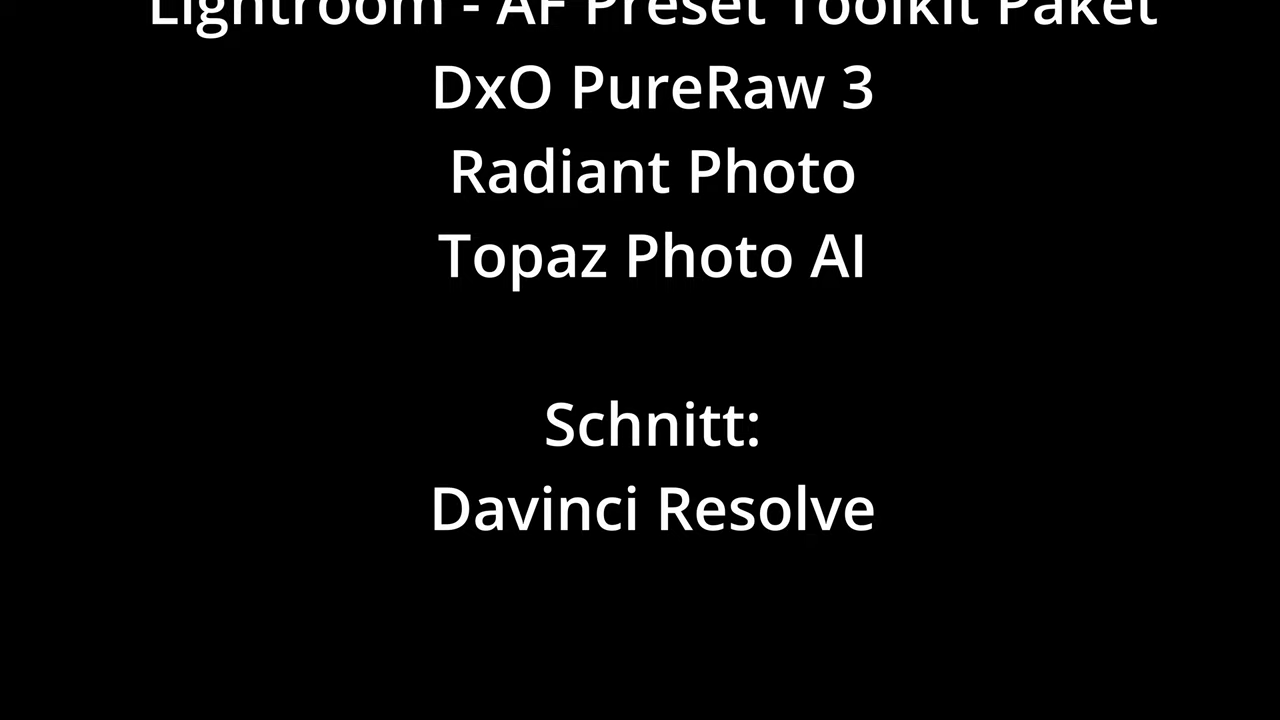 Lightroom - AF Preset Toolkit Paket
DxO PureRaw 3
Radiant Photo
Topaz Photo AI
Schnitt:
Davinci Resolve